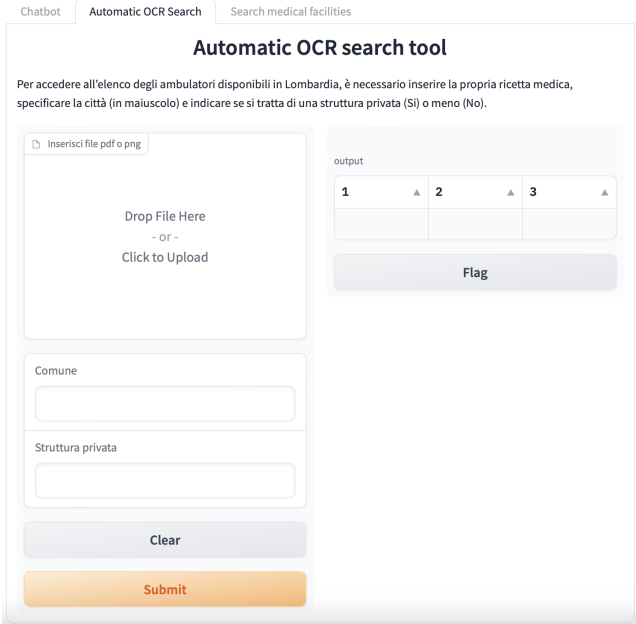 Chatbot
Automatic OCR Search
Search medical facilities
Automatic OCR search tool
Per accedere all'elenco degli ambulatori disponibili in Lombardia, è necessario inserire la propria ricetta medica,
specificare la città (in maiuscolo) e indicare se si tratta di una struttura privata (Si) o meno (No).
Inserisci file pdf o png
Drop File Here
- or -
Click to Upload
Comune
Struttura privata
Clear
Submit
output
1 2 3
Flag